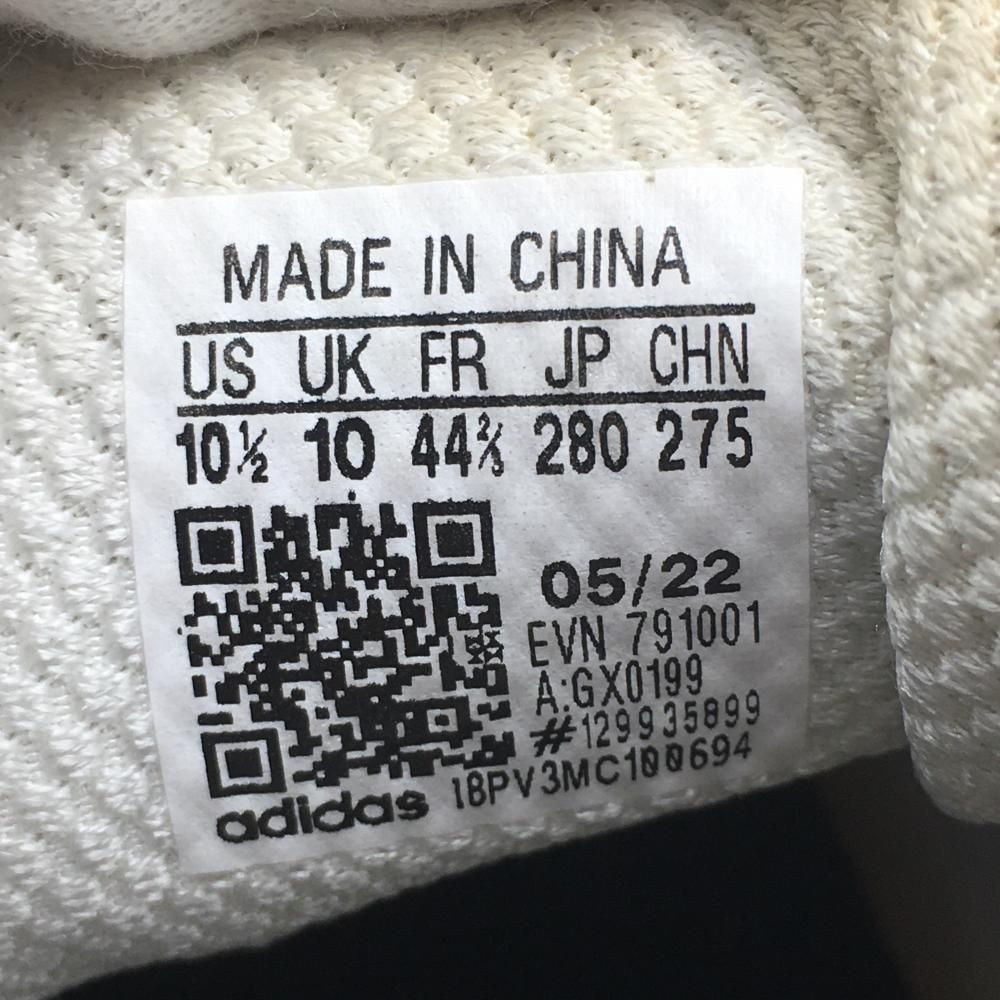 MADE IN CHINA
US UK FR JP CHN
10½ 10 44⅔ 280 275
05/22
EVN 791001
A:GX0199
#129935899
18PV3MC100694
adidas